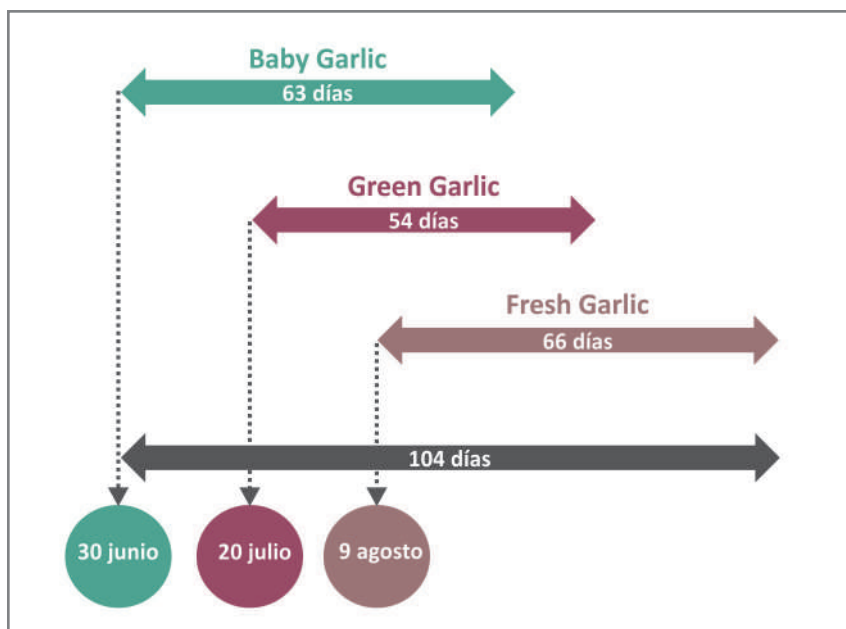 Baby Garlic
63 días
Green Garlic
54 días
Fresh Garlic
66 días
104 días
30 junio
20 julio
9 agosto